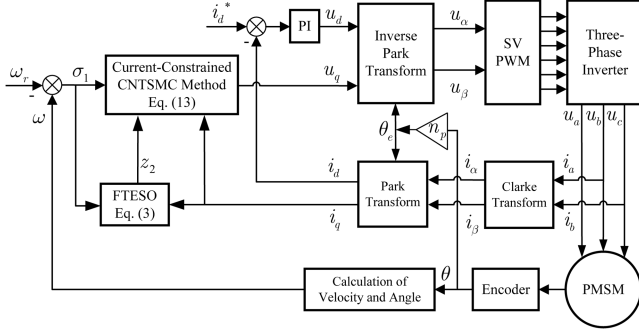 i_d^*
-
PI
u_d
Inverse
Park
Transform
u_α
u_β
SV
PWM
Three-
Phase
Inverter
ω_r
-
ω
σ_1
Current-Constrained
CNTSMC Method
Eq. (13)
u_q
u_a u_b u_c
θ_e
n_p
z_2
FTESO
Eq. (3)
i_d
i_q
Park
Transform
i_α
i_β
Clarke
Transform
i_a
i_b
Calculation of
Velocity and Angle
θ
Encoder
PMSM